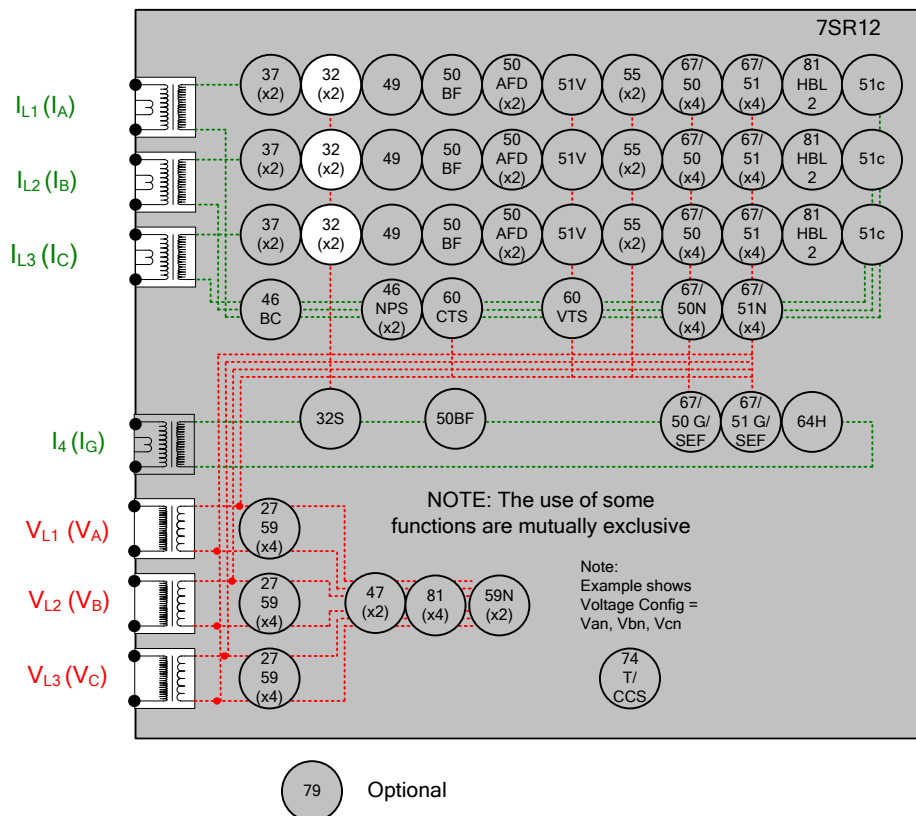 7SR12
IL1 (IA)
37
(x2)
32
(x2)
49
50
BF
50
AFD
(x2)
51V
55
(x2)
67/
50
(x4)
67/
51
(x4)
81
HBL
2
51c
IL2 (IB)
37
(x2)
32
(x2)
49
50
BF
50
AFD
(x2)
51V
55
(x2)
67/
50
(x4)
67/
51
(x4)
81
HBL
2
51c
IL3 (IC)
37
(x2)
32
(x2)
49
50
BF
50
AFD
(x2)
51V
55
(x2)
67/
50
(x4)
67/
51
(x4)
81
HBL
2
51c
46
BC
46
NPS
(x2)
60
CTS
60
VTS
67/
50N
(x4)
67/
51N
(x4)
I4 (IG)
32S
50BF
67/
50 G/
SEF
67/
51 G/
SEF
64H
NOTE: The use of some
functions are mutually exclusive
VL1 (VA)
27
59
(x4)
VL2 (VB)
27
59
(x4)
47
(x2)
81
(x4)
59N
(x2)
Note:
Example shows
Voltage Config =
Van, Vbn, Vcn
VL3 (VC)
27
59
(x4)
74
T/
CCS
79
Optional